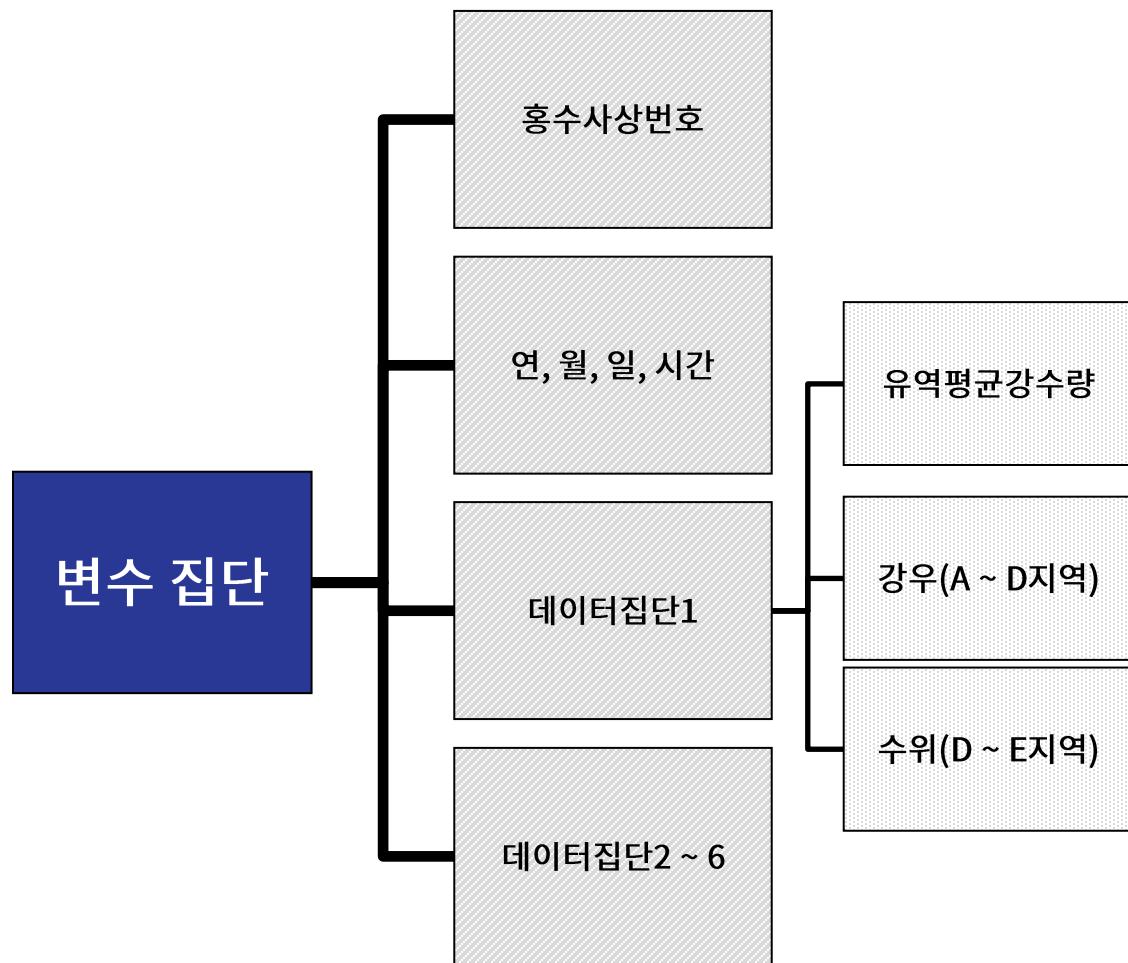 홍수사상번호
연, 월, 일, 시간
유역평균강수량
변수 집단
데이터집단1
강우(A ~ D지역)
수위(D ~ E지역)
데이터집단2 ~ 6